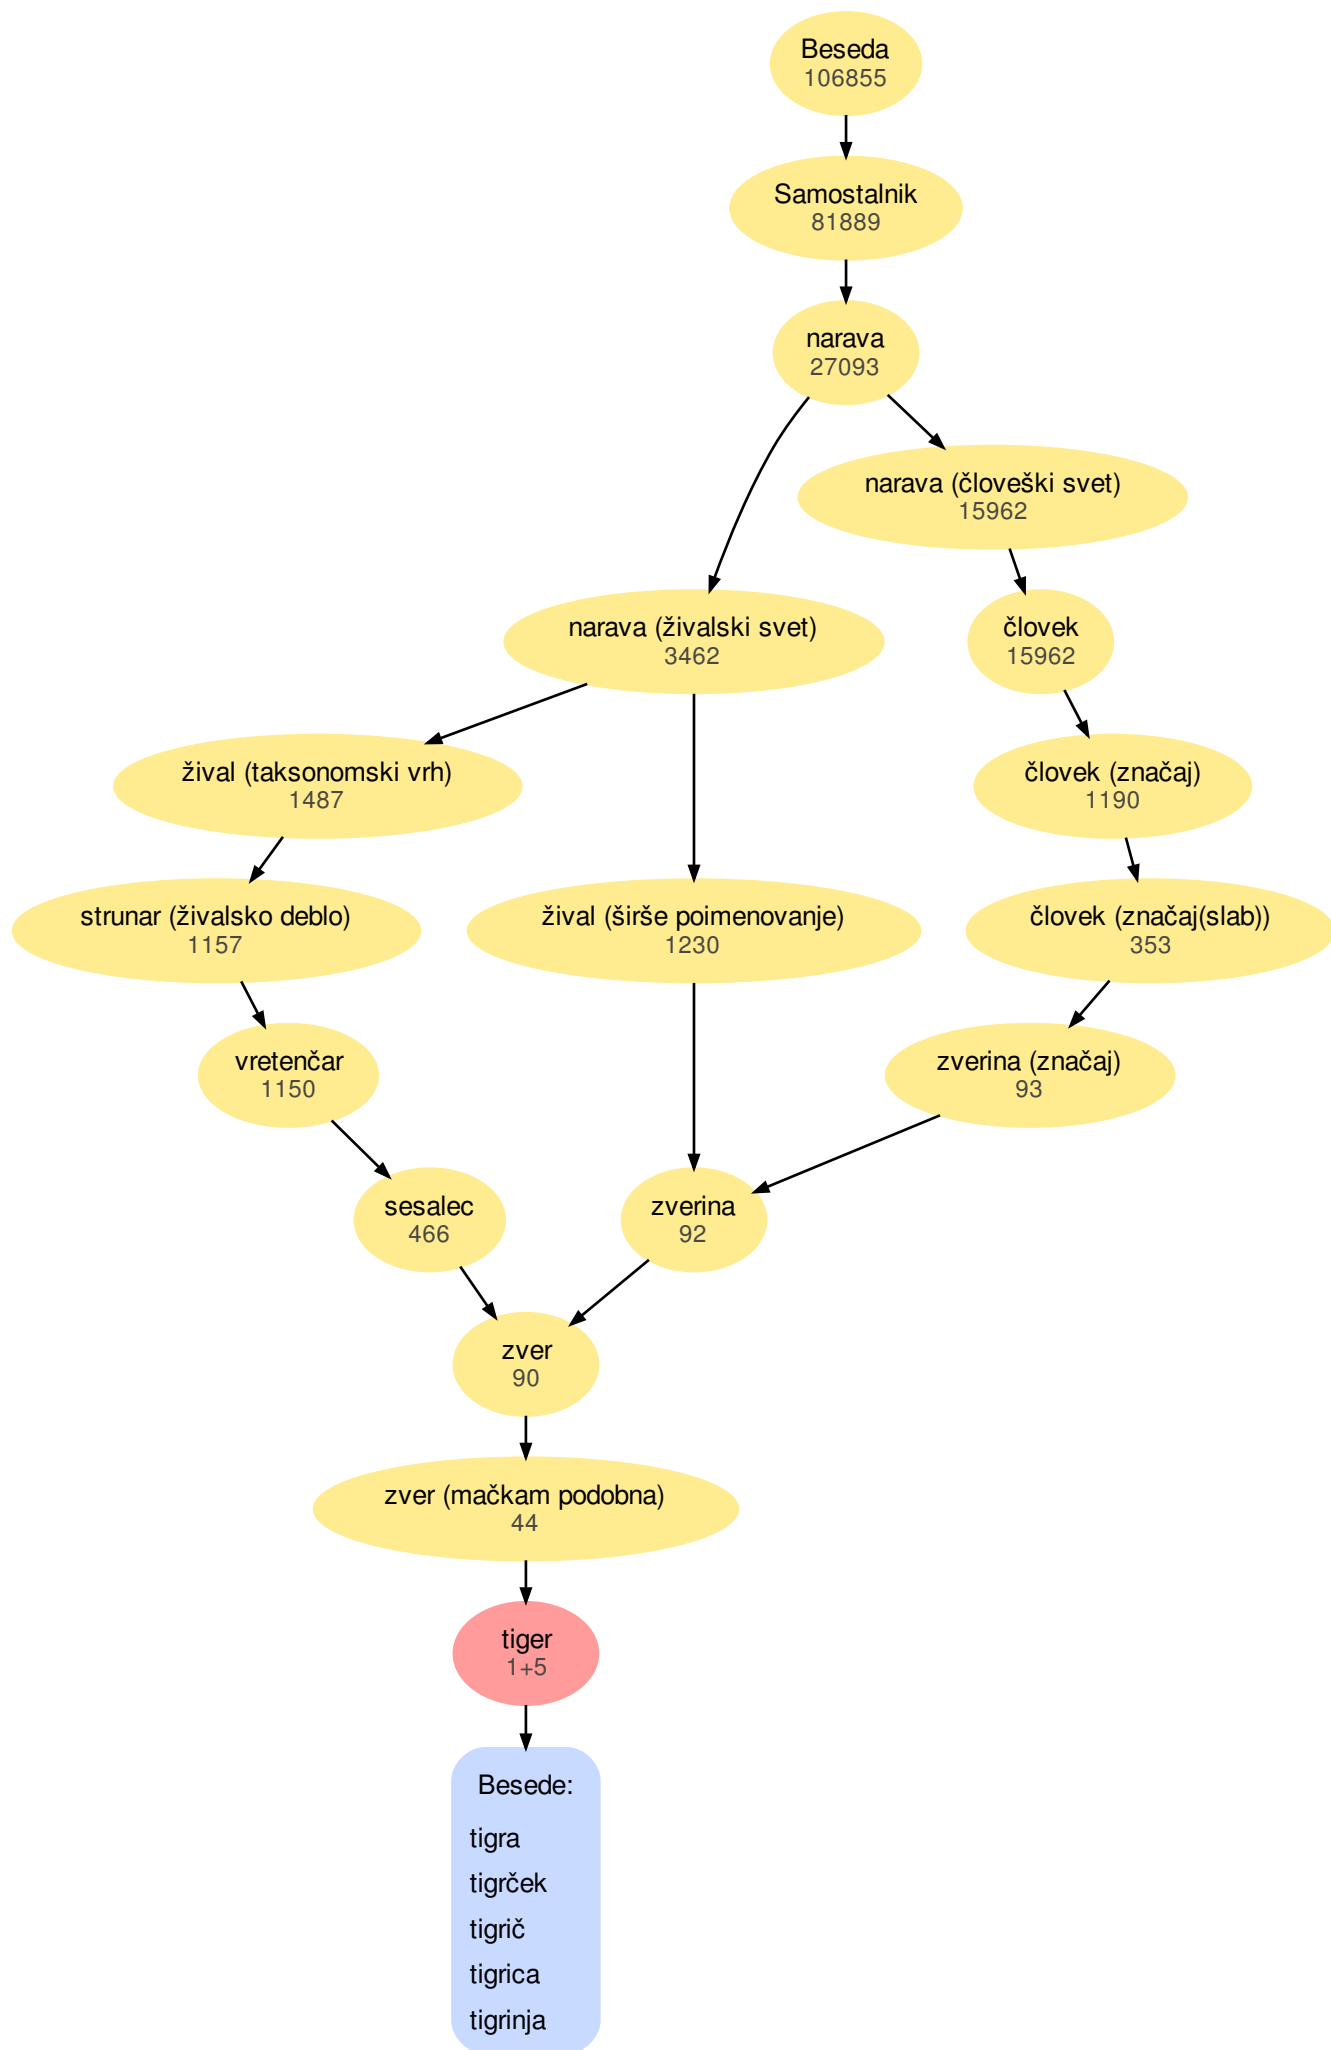 Beseda
106855
Samostalnik
81889
narava
27093
narava (človeški svet)
15962
narava (živalski svet)
3462
človek
15962
žival (taksonomski vrh)
1487
človek (značaj)
1190
strunar (živalsko deblo)
1157
žival (širše poimenovanje)
1230
človek (značaj(slab))
353
vretenčar
1150
zverina (značaj)
93
sesalec
466
zverina
92
zver
90
zver (mačkam podobna)
44
tiger
1+5
Besede:
tigra
tigrček
tigrič
tigrica
tigrinja